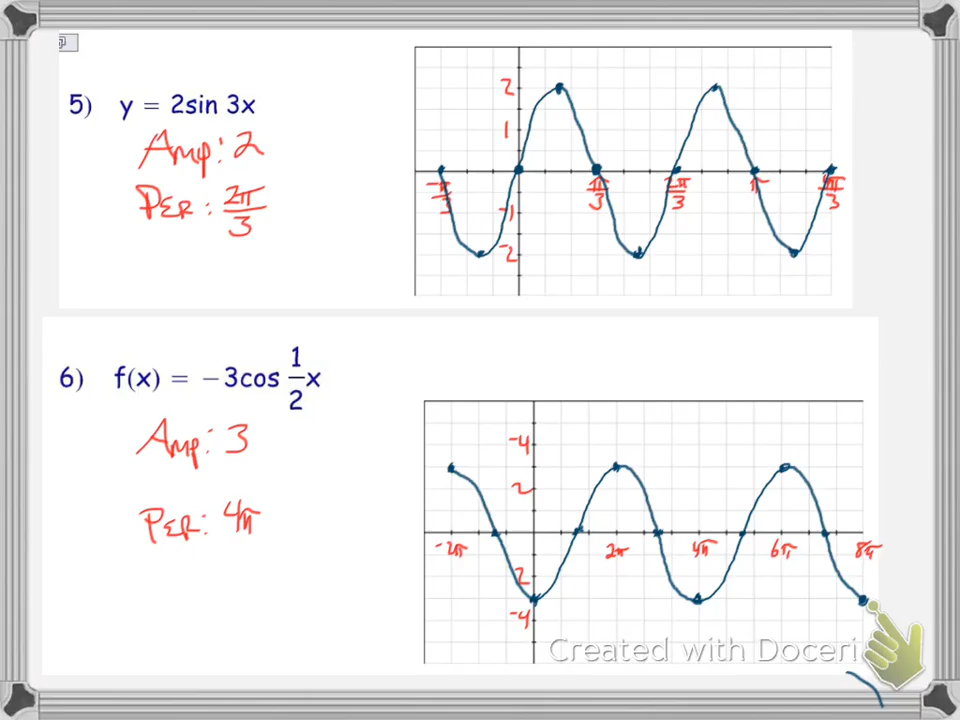 5) y = 2sin 3x
Amp: 2
PER: 2π/3
2
1
-1
-2
-π/3 π/3 2π/3 π 4π/3
6) f(x) = -3cos 1/2 x
Amp: 3
PER: 4π
-4
2
-2π 2π 4π 6π 8π
2
-4
Created with Doceri